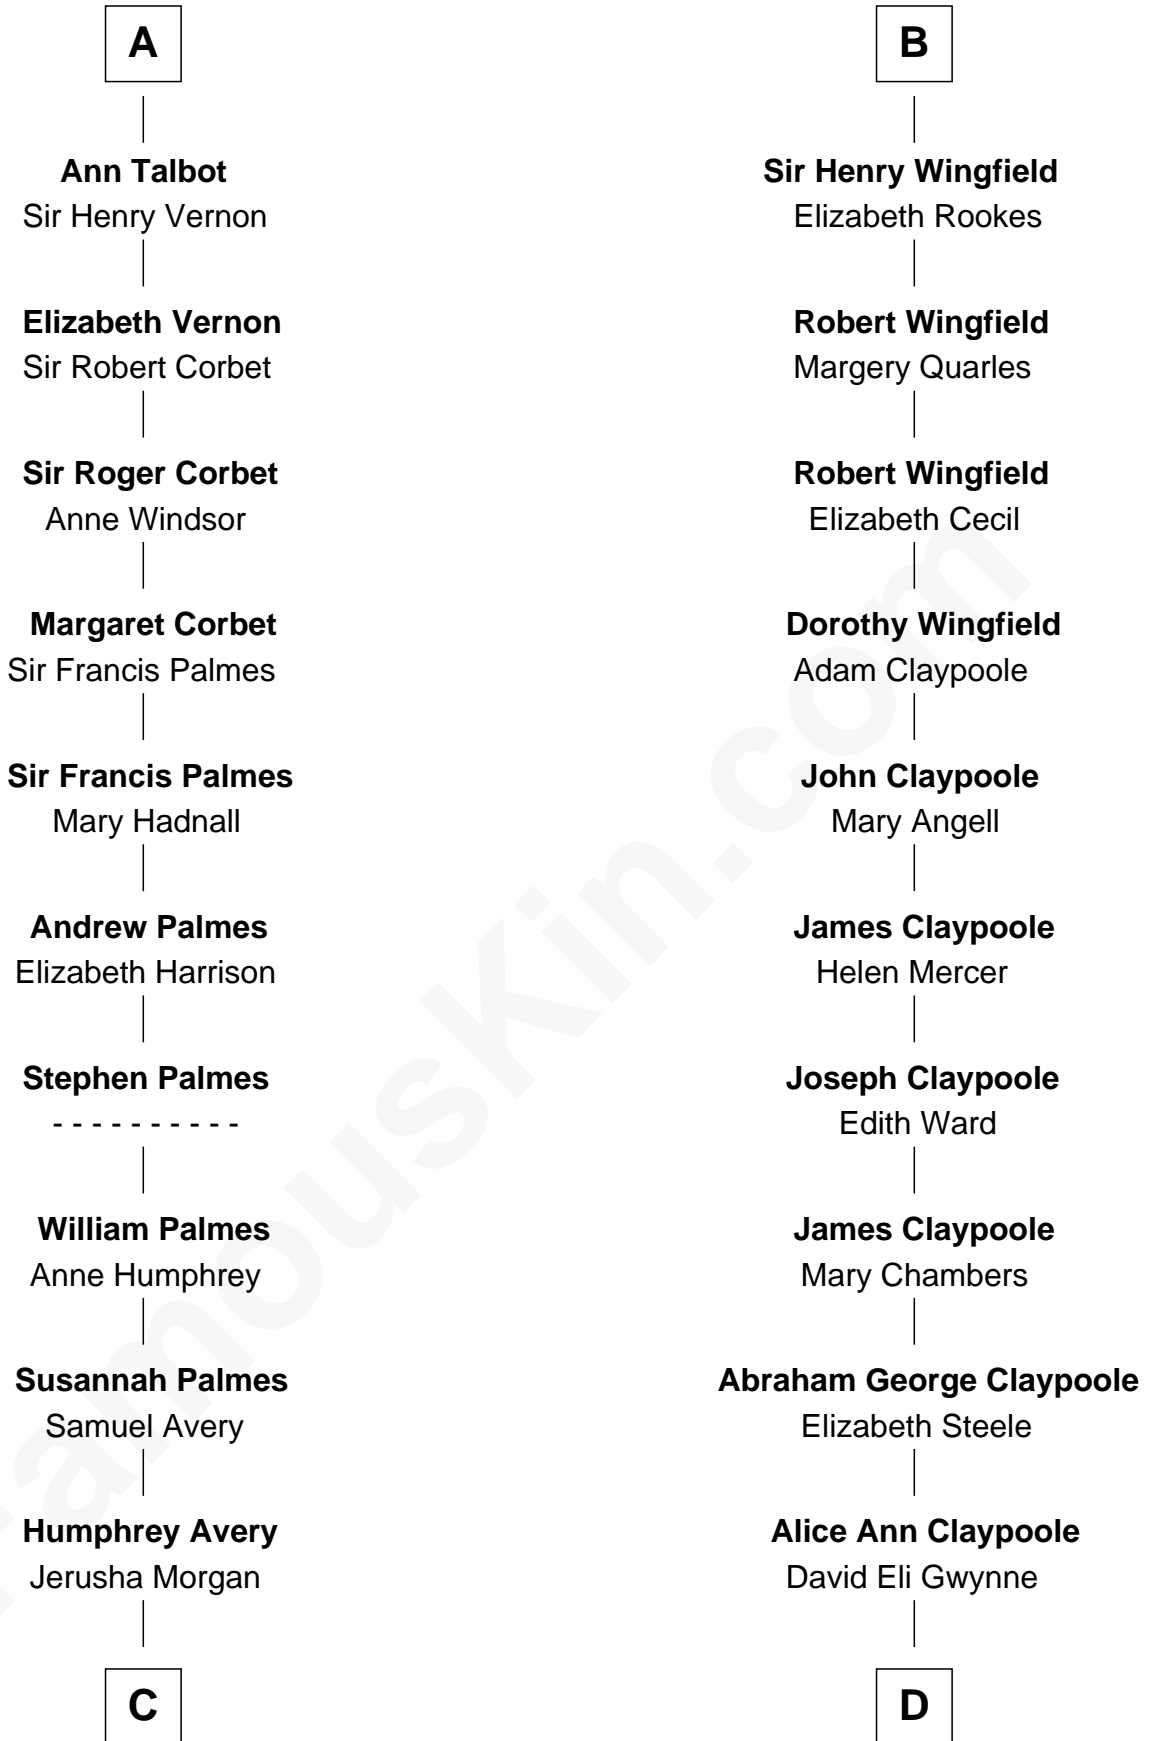 A
Ann Talbot
Sir Henry Vernon
Elizabeth Vernon
Sir Robert Corbet
Sir Roger Corbet
Anne Windsor
Margaret Corbet
Sir Francis Palmes
Sir Francis Palmes
Mary Hadnall
Andrew Palmes
Elizabeth Harrison
Stephen Palmes
- - - - - - - - - -
William Palmes
Anne Humphrey
Susannah Palmes
Samuel Avery
Humphrey Avery
Jerusha Morgan
C
B
Sir Henry Wingfield
Elizabeth Rookes
Robert Wingfield
Margery Quarles
Robert Wingfield
Elizabeth Cecil
Dorothy Wingfield
Adam Claypoole
John Claypoole
Mary Angell
James Claypoole
Helen Mercer
Joseph Claypoole
Edith Ward
James Claypoole
Mary Chambers
Abraham George Claypoole
Elizabeth Steele
Alice Ann Claypoole
David Eli Gwynne
D
FamousKin.com